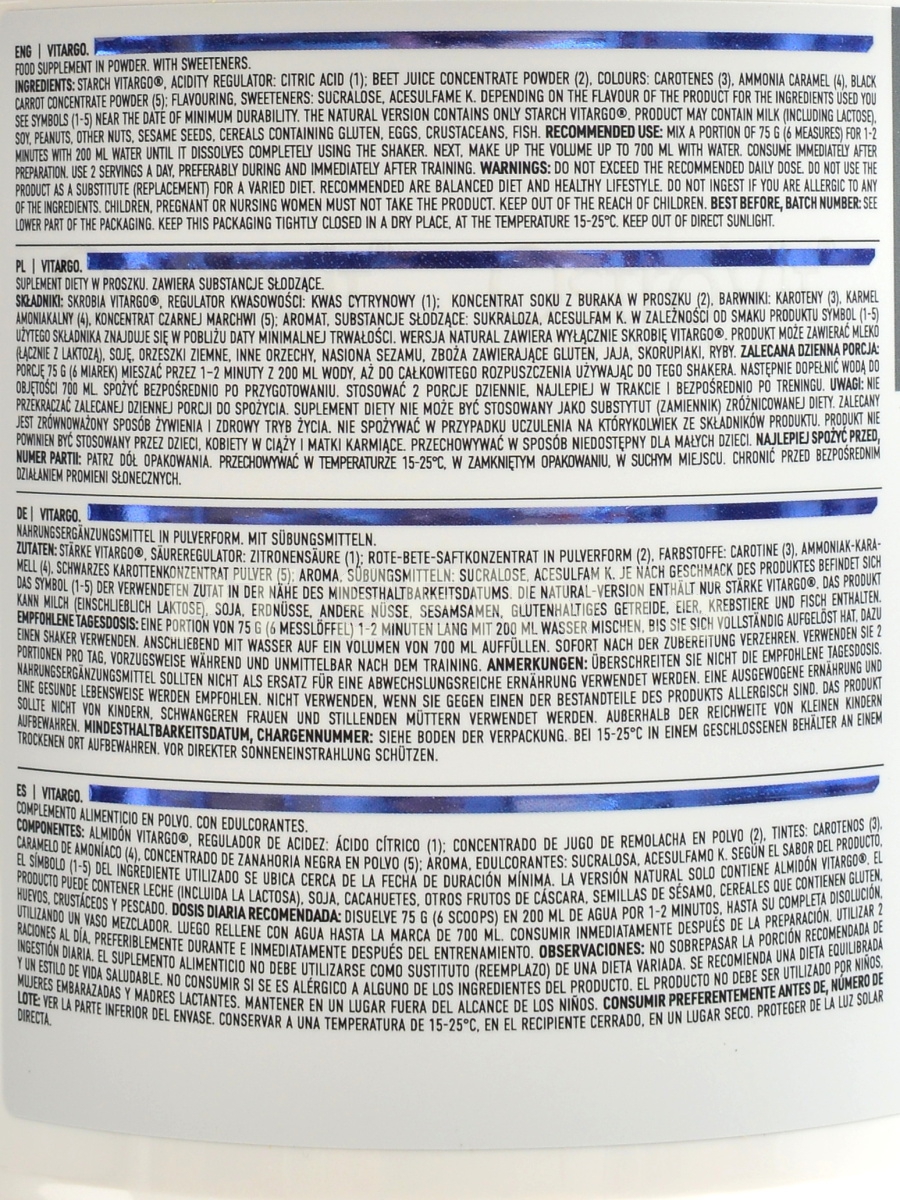 ENG | VITARGO.
FOOD SUPPLEMENT IN POWDER. WITH SWEETENERS.
INGREDIENTS: STARCH VITARGO®, ACIDITY REGULATOR: CITRIC ACID (1); BEET JUICE CONCENTRATE POWDER (2), COLOURS: CAROTENES (3), AMMONIA CARAMEL (4), BLACK
CARROT CONCENTRATE POWDER (5); FLAVOURING, SWEETENERS: SUCRALOSE, ACESULFAME K. DEPENDING ON THE FLAVOUR OF THE PRODUCT FOR THE INGREDIENTS USED YOU
SEE SYMBOLS (1-5) NEAR THE DATE OF MINIMUM DURABILITY. THE NATURAL VERSION CONTAINS ONLY STARCH VITARGO®. PRODUCT MAY CONTAIN MILK (INCLUDING LACTOSE),
SOY, PEANUTS, OTHER NUTS, SESAME SEEDS, CEREALS CONTAINING GLUTEN, EGGS, CRUSTACEANS, FISH. RECOMMENDED USE: MIX A PORTION OF 75 G (6 MEASURES) FOR 1-2
MINUTES WITH 200 ML WATER UNTIL IT DISSOLVES COMPLETELY USING THE SHAKER. NEXT, MAKE UP THE VOLUME UP TO 700 ML WITH WATER. CONSUME IMMEDIATELY AFTER
PREPARATION. USE 2 SERVINGS A DAY, PREFERABLY DURING AND IMMEDIATELY AFTER TRAINING. WARNINGS: DO NOT EXCEED THE RECOMMENDED DAILY DOSE. DO NOT USE THE
PRODUCT AS A SUBSTITUTE (REPLACEMENT) FOR A VARIED DIET. RECOMMENDED ARE BALANCED DIET AND HEALTHY LIFESTYLE. DO NOT INGEST IF YOU ARE ALLERGIC TO ANY
OF THE INGREDIENTS. CHILDREN, PREGNANT OR NURSING WOMEN MUST NOT TAKE THE PRODUCT. KEEP OUT OF THE REACH OF CHILDREN. BEST BEFORE, BATCH NUMBER: SEE
LOWER PART OF THE PACKAGING. KEEP THIS PACKAGING TIGHTLY CLOSED IN A DRY PLACE, AT THE TEMPERATURE 15-25°C. KEEP OUT OF DIRECT SUNLIGHT.
PL | VITARGO.
SUPLEMENT DIETY W PROSZKU. ZAWIERA SUBSTANCJE SŁODZĄCE.
SKŁADNIKI: SKROBIA VITARGO®, REGULATOR KWASOWOŚCI: KWAS CYTRYNOWY (1); KONCENTRAT SOKU Z BURAKA W PROSZKU (2), BARWNIKI: KAROTENY (3), KARMEL
AMONIAKALNY (4), KONCENTRAT CZARNEJ MARCHWI (5); AROMAT, SUBSTANCJE SŁODZĄCE: SUKRALOZA, ACESULFAM K. W ZALEŻNOŚCI OD SMAKU PRODUKTU SYMBOL (1-5)
UŻYTEGO SKŁADNIKA ZNAJDUJE SIĘ W POBLIŻU DATY MINIMALNEJ TRWAŁOŚCI. WERSJA NATURAL ZAWIERA WYŁĄCZNIE SKROBIĘ VITARGO®. PRODUKT MOŻE ZAWIERAĆ MLEKO
(ŁĄCZNIE Z LAKTOZĄ), SOJĘ, ORZESZKI ZIEMNE, INNE ORZECHY, NASIONA SEZAMU, ZBOŻA ZAWIERAJĄCE GLUTEN, JAJA, SKORUPIAKI, RYBY. ZALECANA DZIENNA PORCJA:
PORCJĘ 75 G (6 MIAREK) MIESZAĆ PRZEZ 1-2 MINUTY Z 200 ML WODY, AŻ DO CAŁKOWITEGO ROZPUSZCZENIA UŻYWAJĄC DO TEGO SHAKERA. NASTĘPNIE DOPEŁNIĆ WODĄ DO
OBJĘTOŚCI 700 ML. SPOŻYĆ BEZPOŚREDNIO PO PRZYGOTOWANIU. STOSOWAĆ 2 PORCJE DZIENNIE, NAJLEPIEJ W TRAKCIE I BEZPOŚREDNIO PO TRENINGU. UWAGI: NIE
PRZEKRACZAĆ ZALECANEJ DZIENNEJ PORCJI DO SPOŻYCIA. SUPLEMENT DIETY NIE MOŻE BYĆ STOSOWANY JAKO SUBSTYTUT (ZAMIENNIK) ZRÓŻNICOWANEJ DIETY. ZALECANY
JEST ZRÓWNOWAŻONY SPOSÓB ŻYWIENIA I ZDROWY TRYB ŻYCIA. NIE SPOŻYWAĆ W PRZYPADKU UCZULENIA NA KTÓRYKOLWIEK ZE SKŁADNIKÓW PRODUKTU. PRODUKT NIE
POWINIEN BYĆ STOSOWANY PRZEZ DZIECI, KOBIETY W CIĄŻY I MATKI KARMIĄCE. PRZECHOWYWAĆ W SPOSÓB NIEDOSTĘPNY DLA MAŁYCH DZIECI. NAJLEPIEJ SPOŻYĆ PRZED,
NUMER PARTII: PATRZ DÓŁ OPAKOWANIA. PRZECHOWYWAĆ W TEMPERATURZE 15-25°C, W ZAMKNIĘTYM OPAKOWANIU, W SUCHYM MIEJSCU. CHRONIĆ PRZED BEZPOŚREDNIM
DZIAŁANIEM PROMIENI SŁONECZNYCH.
DE | VITARGO.
NAHRUNGSERGÄNZUNGSMITTEL IN PULVERFORM. MIT SÜBUNGSMITTELN.
ZUTATEN: STÄRKE VITARGO®, SÄUREREGULATOR: ZITRONENSÄURE (1); ROTE-BETE-SAFTKONZENTRAT IN PULVERFORM (2), FARBSTOFFE: CAROTINE (3), AMMONIAK-KARA-
MELL (4), SCHWARZES KAROTTENKONZENTRAT PULVER (5); AROMA, SÜBUNGSMITTELN: SUCRALOSE, ACESULFAM K. JE NACH GESCHMACK DES PRODUKTES BEFINDET SICH
DAS SYMBOL (1-5) DER VERWENDETEN ZUTAT IN DER NÄHE DES MINDESTHALTBARKEITSDATUMS. DIE NATURAL-VERSION ENTHÄLT NUR STÄRKE VITARGO®. DAS PRODUKT
KANN MILCH (EINSCHLIEBLICH LAKTOSE), SOJA, ERDNÜSSE, ANDERE NÜSSE, SESAMSAMEN, GLUTENHALTIGES GETREIDE, EIER, KREBSTIERE UND FISCH ENTHALTEN.
EMPFOHLENE TAGESDOSIS: EINE PORTION VON 75 G (6 MESSLÖFFEL) 1-2 MINUTEN LANG MIT 200 ML WASSER MISCHEN, BIS SIE SICH VOLLSTÄNDIG AUFGELÖST HAT, DAZU
EINEN SHAKER VERWENDEN. ANSCHLIEBEND MIT WASSER AUF EIN VOLUMEN VON 700 ML AUFFÜLLEN. SOFORT NACH DER ZUBEREITUNG VERZEHREN. VERWENDEN SIE 2
PORTIONEN PRO TAG, VORZUGSWEISE WÄHREND UND UNMITTELBAR NACH DEM TRAINING. ANMERKUNGEN: ÜBERSCHREITEN SIE NICHT DIE EMPFOHLENE TAGESDOSIS.
NAHRUNGSERGÄNZUNGSMITTEL SOLLTEN NICHT ALS ERSATZ FÜR EINE ABWECHSLUNGSREICHE ERNÄHRUNG VERWENDET WERDEN. EINE AUSGEWOGENE ERNÄHRUNG UND
EINE GESUNDE LEBENSWEISE WERDEN EMPFOHLEN. NICHT VERWENDEN, WENN SIE GEGEN EINEN DER BESTANDTEILE DES PRODUKTS ALLERGISCH SIND. DAS PRODUKT
SOLLTE NICHT VON KINDERN, SCHWANGEREN FRAUEN UND STILLENDEN MÜTTERN VERWENDET WERDEN. AUBERHALB DER REICHWEITE VON KLEINEN KINDERN
AUFBEWAHREN. MINDESTHALTBARKEITSDATUM, CHARGENNUMMER: SIEHE BODEN DER VERPACKUNG. BEI 15-25°C IN EINEM GESCHLOSSENEN BEHÄLTER AN EINEM
TROCKENEN ORT AUFBEWAHREN. VOR DIREKTER SONNENEINSTRAHLUNG SCHÜTZEN.
ES | VITARGO.
COMPLEMENTO ALIMENTICIO EN POLVO. CON EDULCORANTES.
COMPONENTES: ALMIDÓN VITARGO®, REGULADOR DE ACIDEZ: ÁCIDO CÍTRICO (1); CONCENTRADO DE JUGO DE REMOLACHA EN POLVO (2), TINTES: CAROTENOS (3),
CARAMELO DE AMONÍACO (4), CONCENTRADO DE ZANAHORIA NEGRA EN POLVO (5); AROMA, EDULCORANTES: SUCRALOSA, ACESULFAMO K. SEGÚN EL SABOR DEL PRODUCTO,
EL SÍMBOLO (1-5) DEL INGREDIENTE UTILIZADO SE UBICA CERCA DE LA FECHA DE DURACIÓN MÍNIMA. LA VERSIÓN NATURAL SOLO CONTIENE ALMIDÓN VITARGO®. EL
PRODUCTO PUEDE CONTENER LECHE (INCLUIDA LA LACTOSA), SOJA, CACAHUETES, OTROS FRUTOS DE CÁSCARA, SEMILLAS DE SÉSAMO, CEREALES QUE CONTIENEN GLUTEN,
HUEVOS, CRUSTÁCEOS Y PESCADO. DOSIS DIARIA RECOMENDADA: DISUELVE 75 G (6 SCOOPS) EN 200 ML DE AGUA POR 1-2 MINUTOS, HASTA SU COMPLETA DISOLUCIÓN,
UTILIZANDO UN VASO MEZCLADOR. LUEGO RELLENE CON AGUA HASTA LA MARCA DE 700 ML. CONSUMIR INMEDIATAMENTE DESPUÉS DE LA PREPARACIÓN. UTILIZAR 2
RACIONES AL DÍA, PREFERIBLEMENTE DURANTE E INMEDIATAMENTE DESPUÉS DEL ENTRENAMIENTO. OBSERVACIONES: NO SOBREPASAR LA PORCIÓN RECOMENDADA DE
INGESTIÓN DIARIA. EL SUPLEMENTO ALIMENTICIO NO DEBE UTILIZARSE COMO SUSTITUTO (REEMPLAZO) DE UNA DIETA VARIADA. SE RECOMIENDA UNA DIETA EQUILIBRADA
Y UN ESTILO DE VIDA SALUDABLE. NO CONSUMIR SI SE ES ALÉRGICO A ALGUNO DE LOS INGREDIENTES DEL PRODUCTO. EL PRODUCTO NO DEBE SER UTILIZADO POR NIÑOS,
MUJERES EMBARAZADAS Y MADRES LACTANTES. MANTENER EN UN LUGAR FUERA DEL ALCANCE DE LOS NIÑOS. CONSUMIR PREFERENTEMENTE ANTES DE, NÚMERO DE
LOTE: VER LA PARTE INFERIOR DEL ENVASE. CONSERVAR A UNA TEMPERATURA DE 15-25°C, EN EL RECIPIENTE CERRADO, EN UN LUGAR SECO. PROTEGER DE LA LUZ SOLAR
DIRECTA.